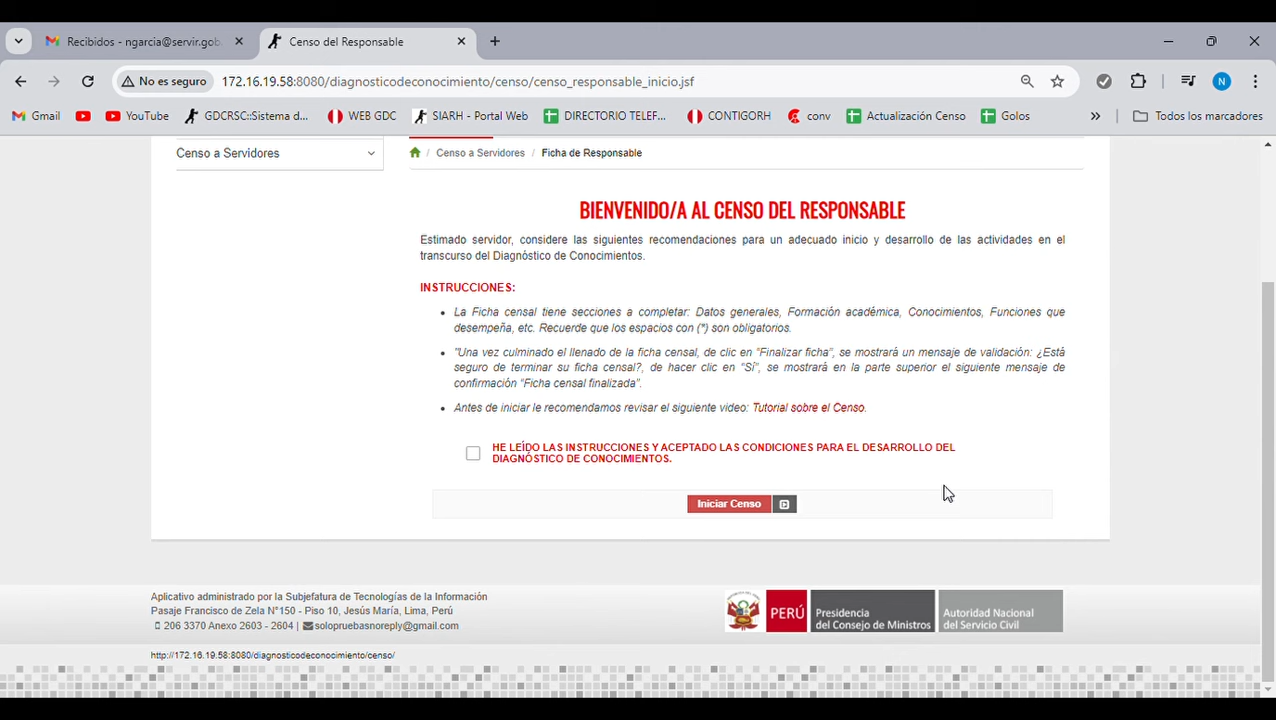 Recibidos - ngarcia@servir.gob.
Censo del Responsable
No es seguro
172.16.19.58:8080/diagnosticodeconocimiento/censo/censo_responsable_inicio.jsf
N
Gmail
YouTube
GDCRSC::Sistema d...
WEB GDC
SIARH - Portal Web
DIRECTORIO TELEF...
CONTIGORH
conv
Actualización Censo
Golos
»
Todos los marcadores
Censo a Servidores
/ Censo a Servidores / Ficha de Responsable
BIENVENIDO/A AL CENSO DEL RESPONSABLE
Estimado servidor, considere las siguientes recomendaciones para un adecuado inicio y desarrollo de las actividades en el
transcurso del Diagnóstico de Conocimientos.
INSTRUCCIONES:
• La Ficha censal tiene secciones a completar: Datos generales, Formación académica, Conocimientos, Funciones que
desempeña, etc. Recuerde que los espacios con (*) son obligatorios.
• "Una vez culminado el llenado de la ficha censal, de clic en "Finalizar ficha", se mostrará un mensaje de validación: ¿Está
seguro de terminar su ficha censal?, de hacer clic en "Sí", se mostrará en la parte superior el siguiente mensaje de
confirmación "Ficha censal finalizada".
• Antes de iniciar le recomendamos revisar el siguiente video: Tutorial sobre el Censo.
HE LEÍDO LAS INSTRUCCIONES Y ACEPTADO LAS CONDICIONES PARA EL DESARROLLO DEL
DIAGNÓSTICO DE CONOCIMIENTOS.
Iniciar Censo
Aplicativo administrado por la Subjefatura de Tecnologías de la Información
Pasaje Francisco de Zela N°150 - Piso 10, Jesús María, Lima, Perú
206 3370 Anexo 2603 - 2604 | solopruebasnoreply@gmail.com
PERÚ
Presidencia
del Consejo de Ministros
Autoridad Nacional
del Servicio Civil
http://172.16.19.58:8080/diagnosticodeconocimiento/censo/